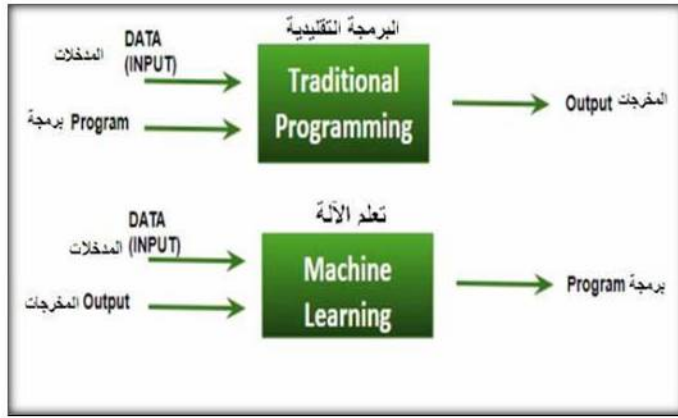 البرمجة التقليدية
DATA
المدخلات (INPUT)
Traditional
Programming
برمجة Program
Output المخرجات
تعلم الآلة
DATA
المدخلات (INPUT)
Machine
Learning
المخرجات Output
Program برمجة